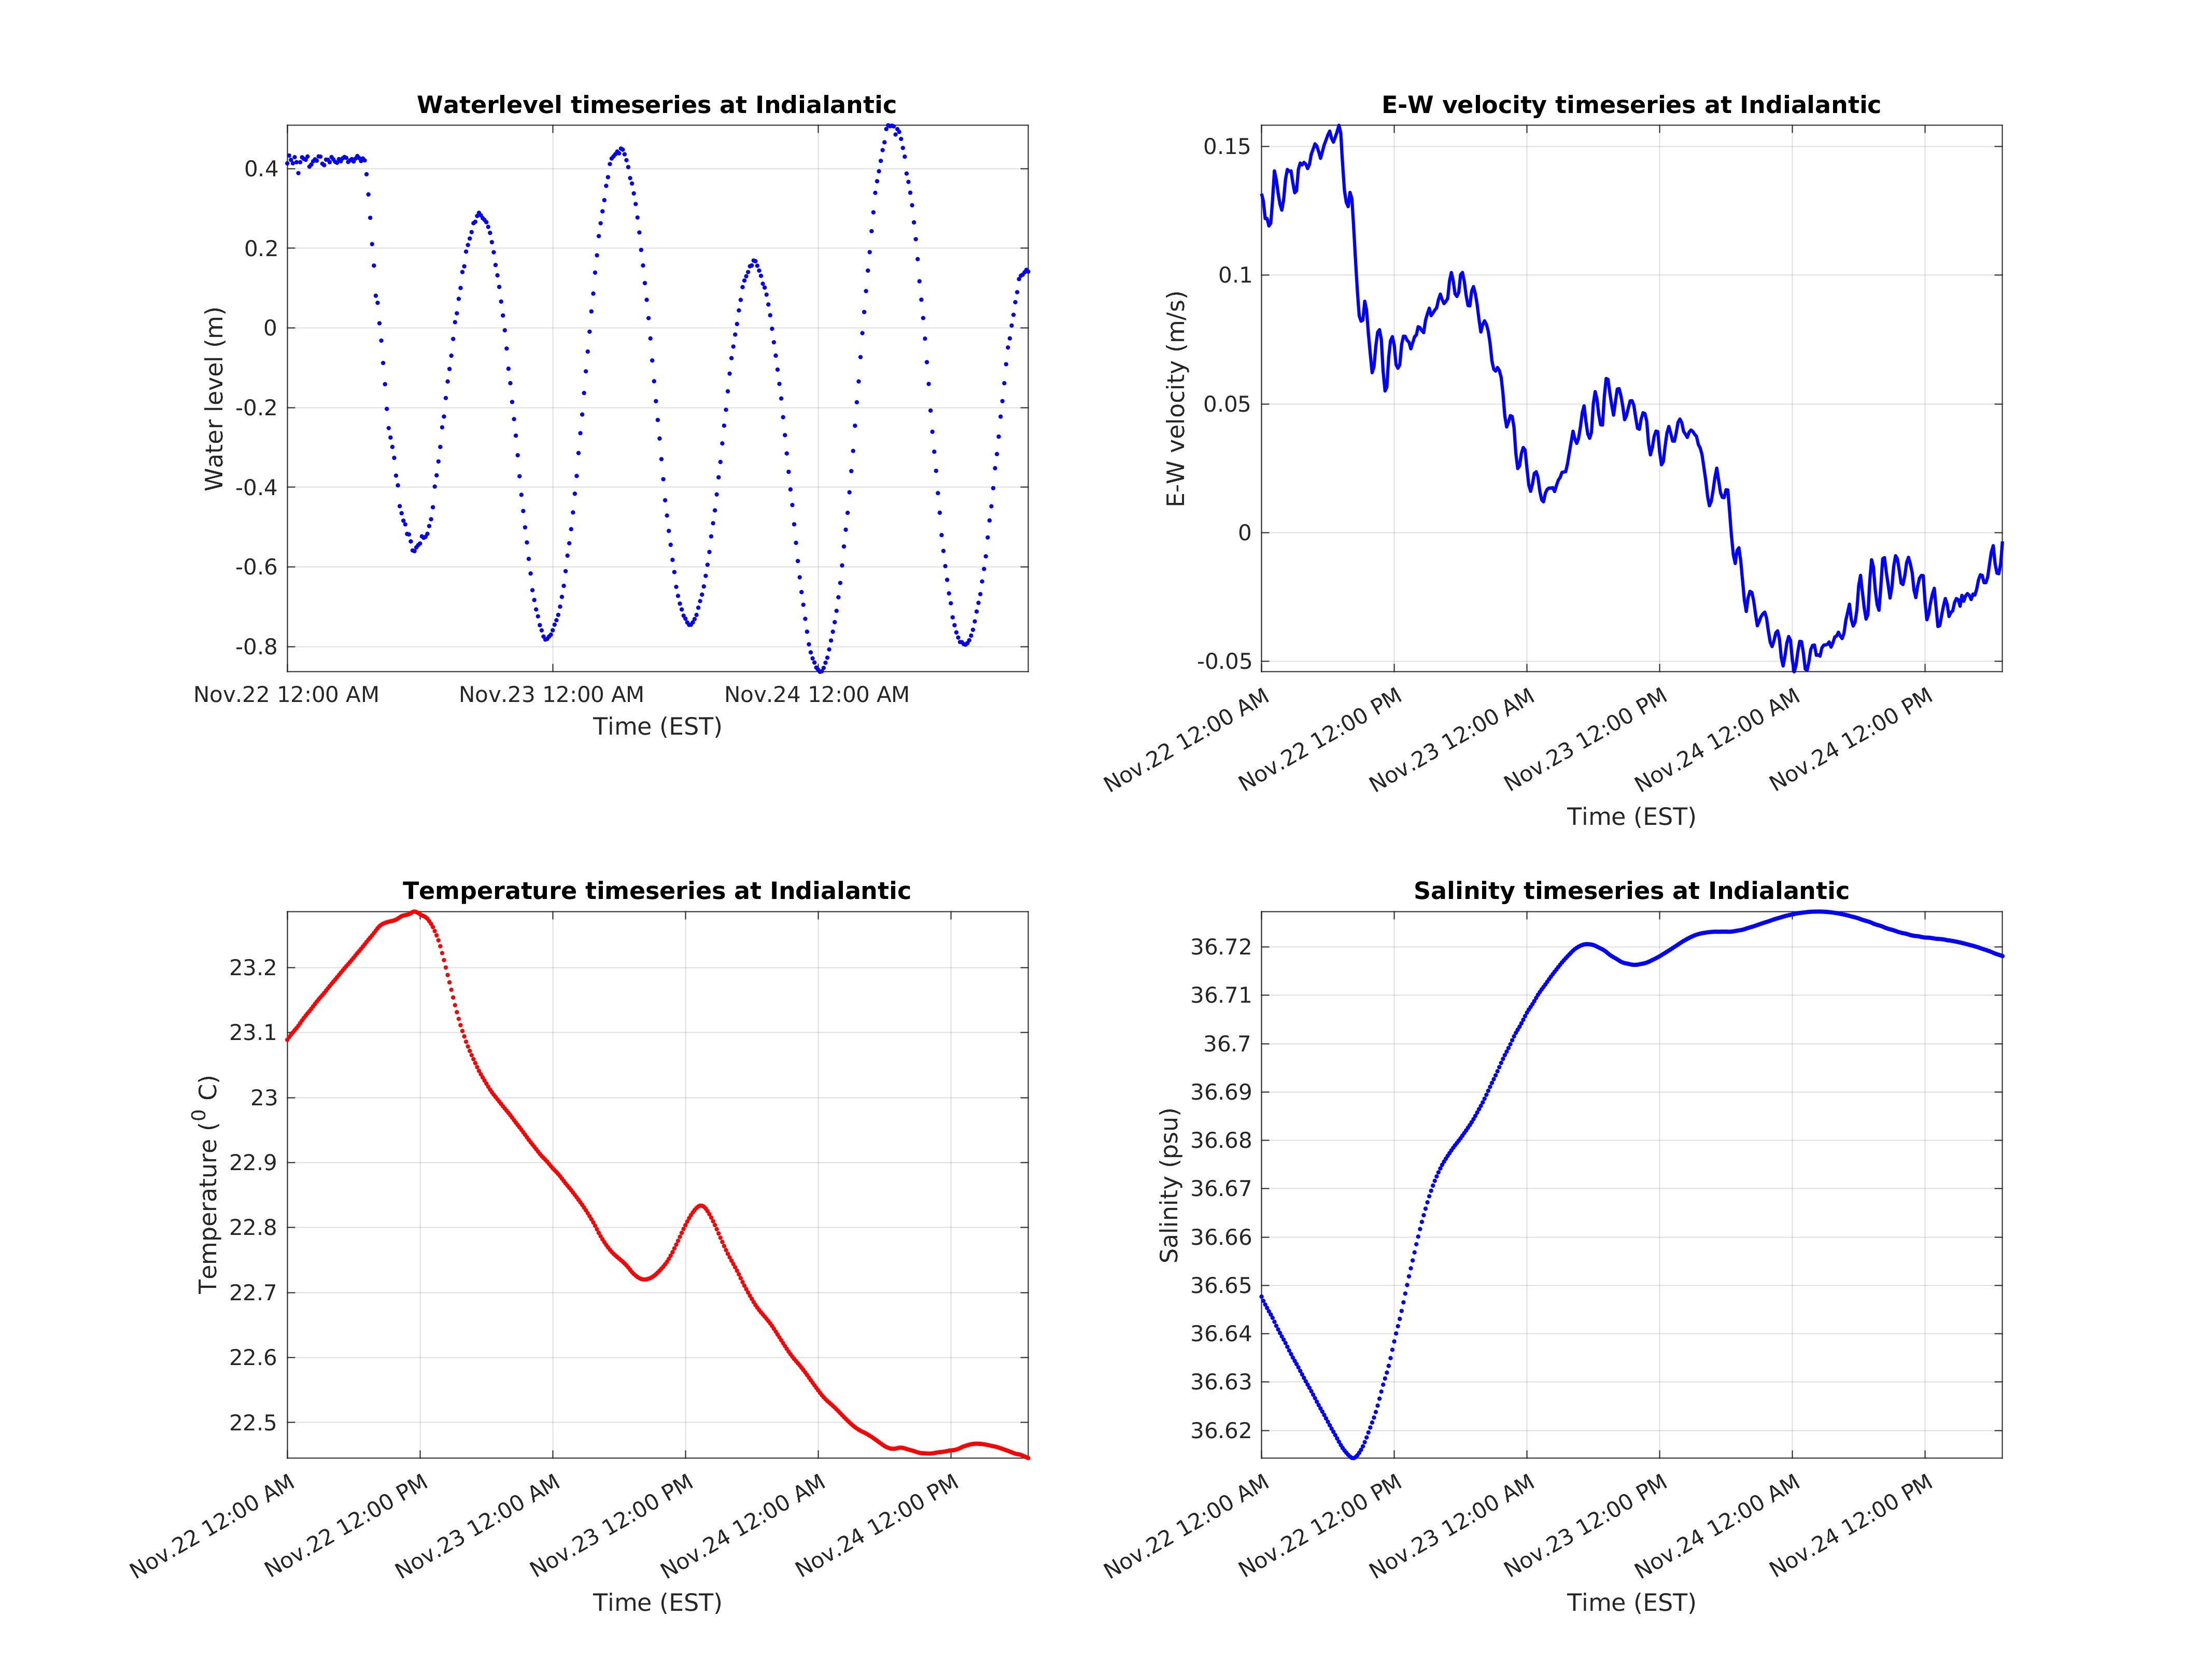 Waterlevel timeseries at Indialantic
0.4
0.2
0
-0.2
-0.4
-0.6
-0.8
Water level (m)
Nov.22 12:00 AM
Nov.23 12:00 AM
Nov.24 12:00 AM
Time (EST)
E-W velocity timeseries at Indialantic
0.15
0.1
0.05
0
-0.05
E-W velocity (m/s)
Nov.22 12:00 AM
Nov.22 12:00 PM
Nov.23 12:00 AM
Nov.23 12:00 PM
Nov.24 12:00 AM
Nov.24 12:00 PM
Time (EST)
Temperature timeseries at Indialantic
23.2
23.1
23
22.9
22.8
22.7
22.6
22.5
Temperature (⁰ C)
Nov.22 12:00 AM
Nov.22 12:00 PM
Nov.23 12:00 AM
Nov.23 12:00 PM
Nov.24 12:00 AM
Nov.24 12:00 PM
Time (EST)
Salinity timeseries at Indialantic
36.72
36.71
36.7
36.69
36.68
36.67
36.66
36.65
36.64
36.63
36.62
Salinity (psu)
Nov.22 12:00 AM
Nov.22 12:00 PM
Nov.23 12:00 AM
Nov.23 12:00 PM
Nov.24 12:00 AM
Nov.24 12:00 PM
Time (EST)